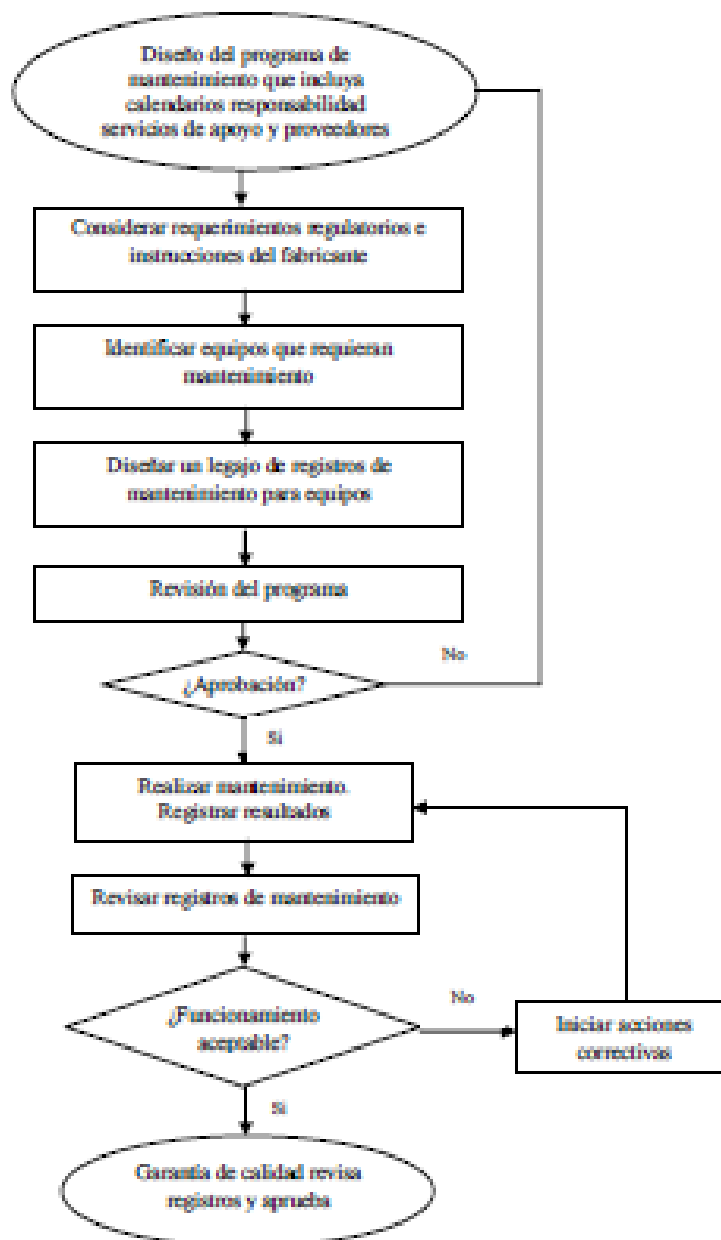 Diseño del programa de
mantenimiento que incluya
calendarios responsabilidad
servicios de apoyo y proveedores
Considerar requerimientos regulatorios e
instrucciones del fabricante
Identificar equipos que requieran
mantenimiento
Diseñar un legajo de registros de
mantenimiento para equipos
Revisión del programa
¿Aprobación?
No
Si
Realizar mantenimiento.
Registrar resultados
Revisar registros de mantenimiento
¿Funcionamiento
aceptable?
No
Iniciar acciones
correctivas
Si
Garantía de calidad revisa
registros y aprueba